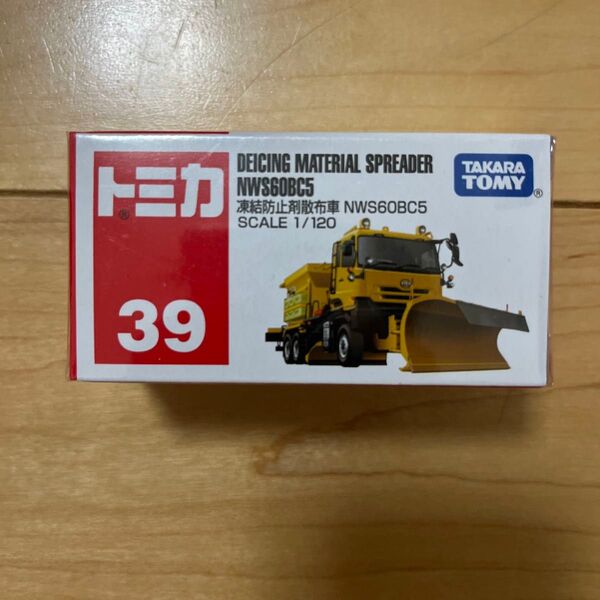 トミカ
®
39
DEICING MATERIAL SPREADER
NWS60BC5
凍結防止剤散布車 NWS60BC5
SCALE 1/120
TAKARA
TOMY
®